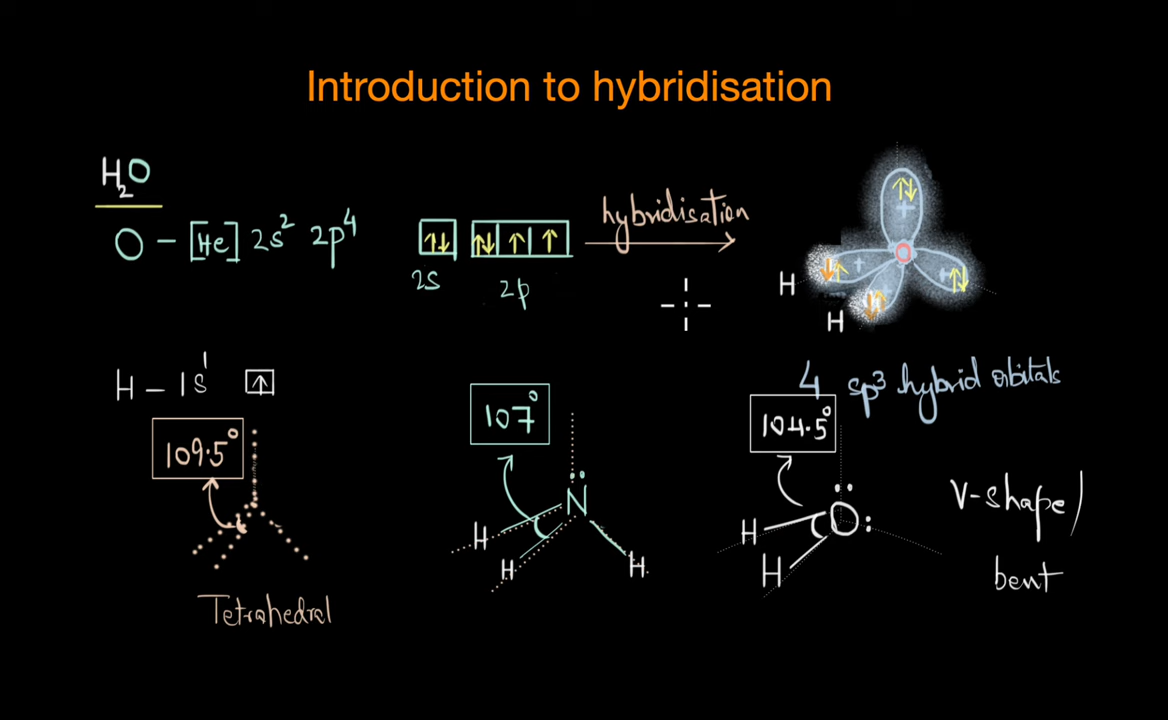 Introduction to hybridisation
H₂O
O - [He] 2s² 2p⁴
↑↓ ↑↓ ↑ ↑
2s 2p
hybridisation
H
H
4 sp³ hybrid orbitals
H - 1s¹ ↑
109.5°
Tetrahedral
107°
N
H
H
H
104.5°
O
H
H
V-shape/
bent